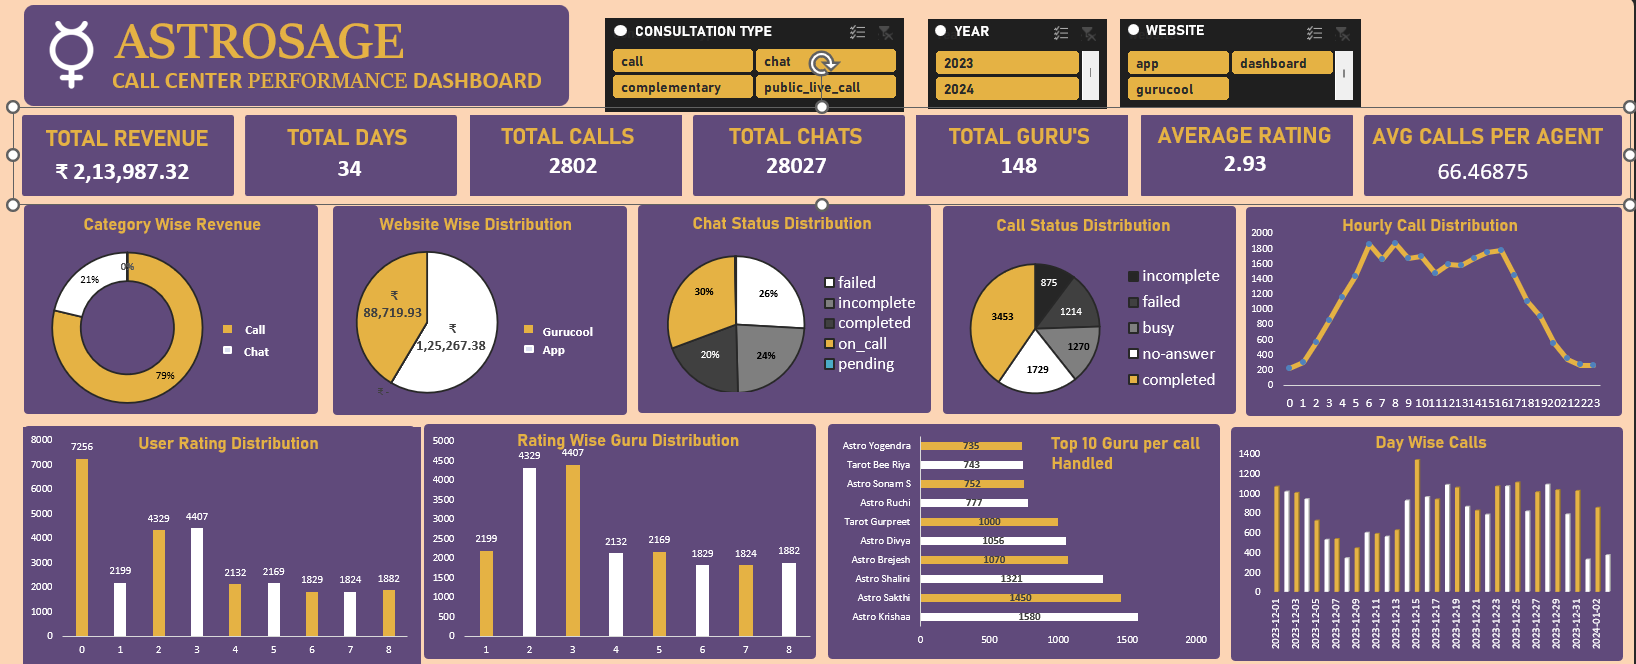 ASTROSAGE
CALL CENTER PERFORMANCE DASHBOARD
CONSULTATION TYPE
call
chat
complementary
public_live_call
YEAR
2023
2024
WEBSITE
app
dashboard
gurucool
TOTAL REVENUE
₹ 2,13,987.32
TOTAL DAYS
34
TOTAL CALLS
2802
TOTAL CHATS
28027
TOTAL GURU'S
148
AVERAGE RATING
2.93
AVG CALLS PER AGENT
66.46875
Category Wise Revenue
0%
21%
79%
Call
Chat
Website Wise Distribution
₹
88,719.93
₹
1,25,267.38
₹ -
Gurucool
App
Chat Status Distribution
30%
26%
20%
24%
failed
incomplete
completed
on_call
pending
Call Status Distribution
875
1214
1270
1729
3453
incomplete
failed
busy
no-answer
completed
Hourly Call Distribution
2000
1800
1600
1400
1200
1000
800
600
400
200
0
0 1 2 3 4 5 6 7 8 9 10 11 12 13 14 15 16 17 18 19 20 21 22 23
User Rating Distribution
8000
7000
6000
5000
4000
3000
2000
1000
0
7256
2199
4329
4407
2132
2169
1829
1824
1882
0 1 2 3 4 5 6 7 8
Rating Wise Guru Distribution
5000
4500
4000
3500
3000
2500
2000
1500
1000
500
0
2199
4329
4407
2132
2169
1829
1824
1882
1 2 3 4 5 6 7 8
Top 10 Guru per call
Handled
Astro Yogendra 735
Tarot Bee Riya 743
Astro Sonam S 752
Astro Ruchi 777
Tarot Gurpreet 1000
Astro Divya 1056
Astro Brejesh 1070
Astro Shalini 1321
Astro Sakthi 1450
Astro Krishaa 1580
0 500 1000 1500 2000
Day Wise Calls
1400
1200
1000
800
600
400
200
0
2023-12-01
2023-12-03
2023-12-05
2023-12-07
2023-12-09
2023-12-11
2023-12-13
2023-12-15
2023-12-17
2023-12-19
2023-12-21
2023-12-23
2023-12-25
2023-12-27
2023-12-29
2023-12-31
2024-01-02